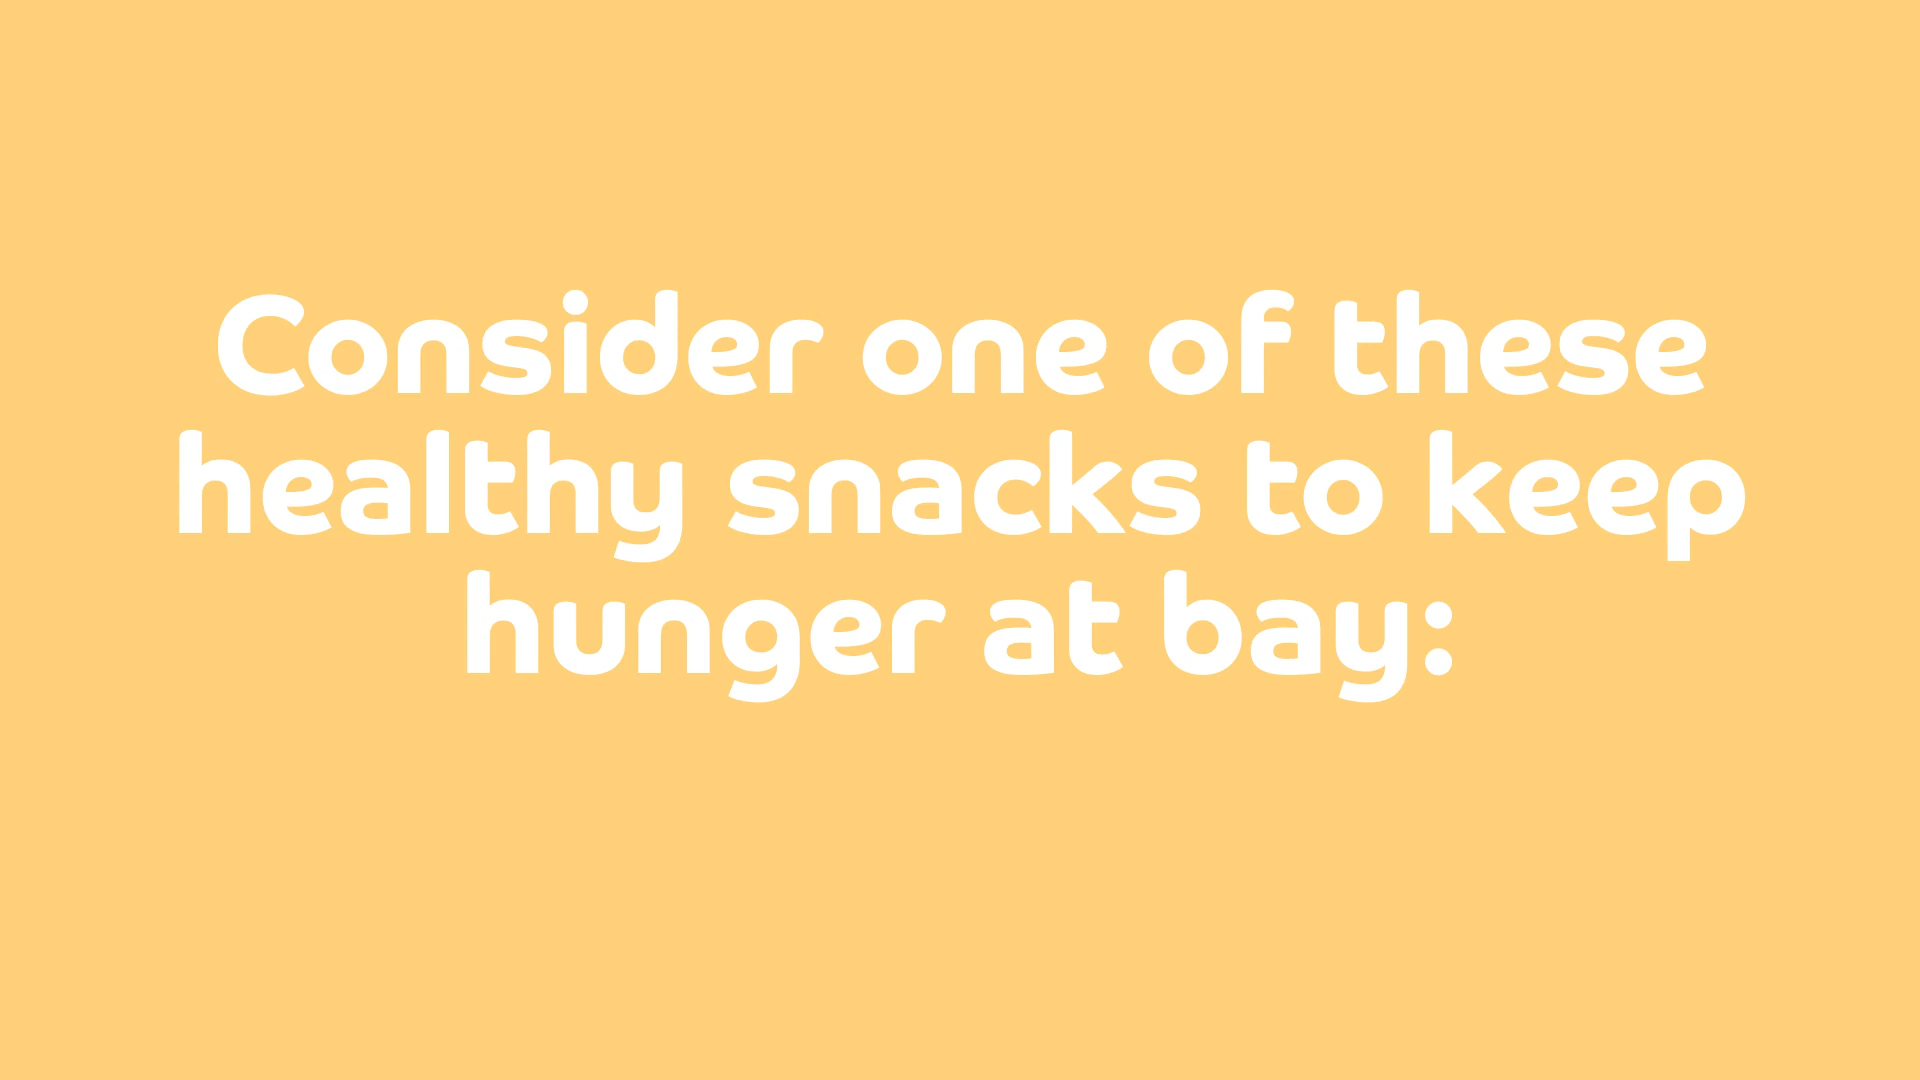 Consider one of these
healthy snacks to keep
hunger at bay: